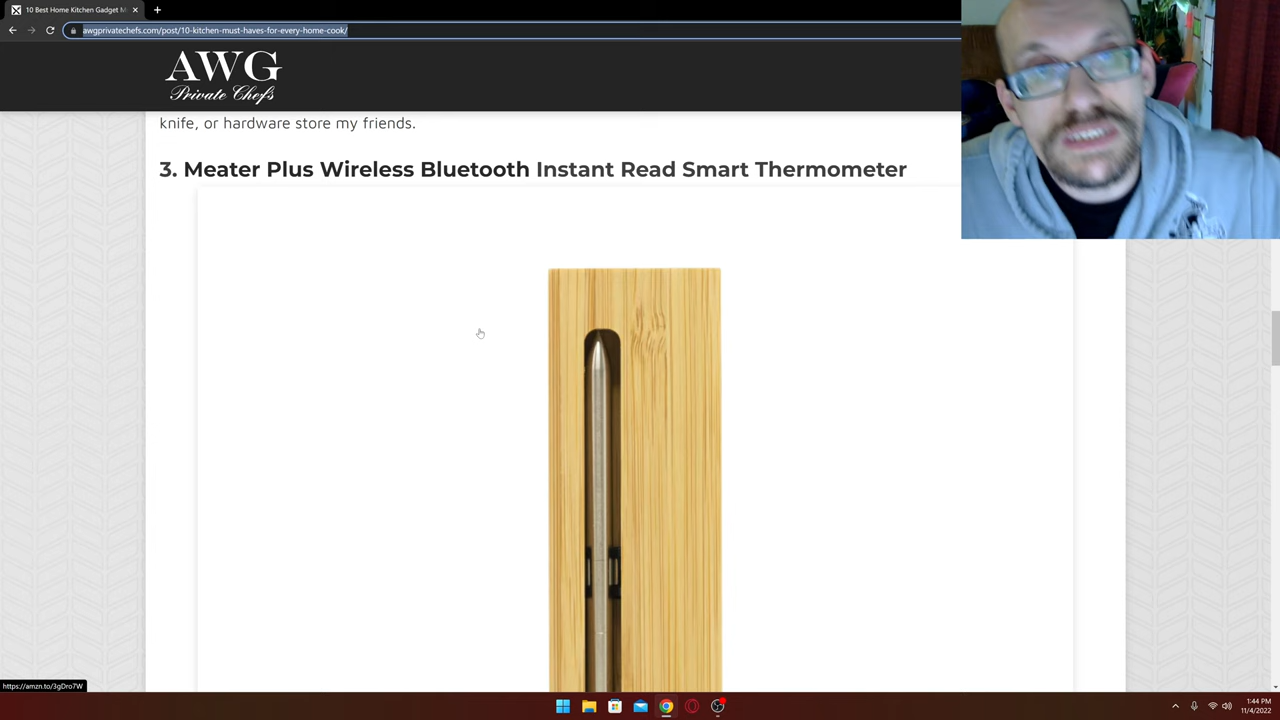 10 Best Home Kitchen Gadget M
awgprivatechefs.com/post/10-kitchen-must-haves-for-every-home-cook/
AWG
Private Chefs
knife, or hardware store my friends.
3. Meater Plus Wireless Bluetooth Instant Read Smart Thermometer
https://amzn.to/3gDro7W
1:44 PM
11/4/2022